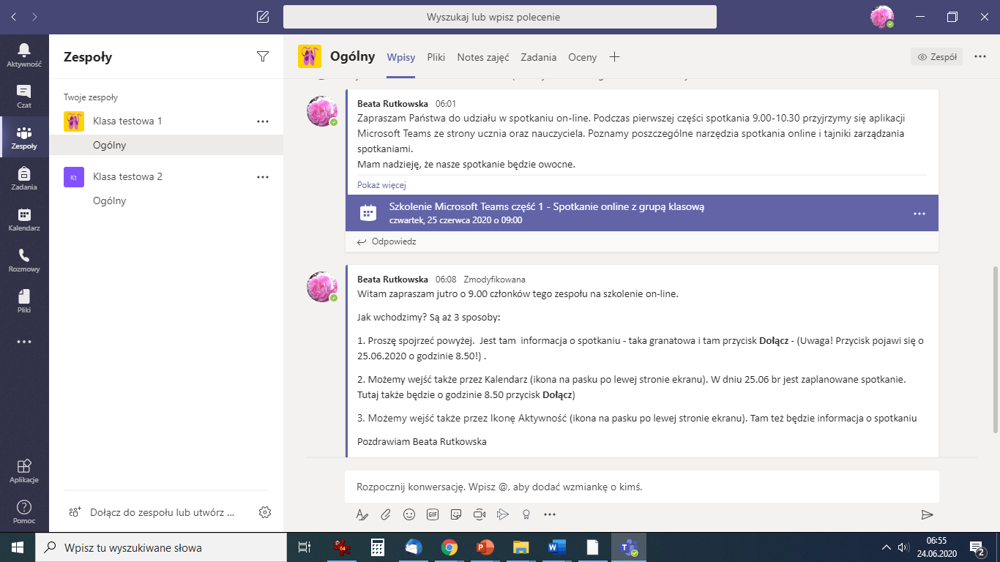 Wyszukaj lub wpisz polecenie
Aktywność
Czat
Zespoły
Zadania
Kalendarz
Rozmowy
Pliki
Aplikacje
Pomoc
Zespoły
Twoje zespoły
Klasa testowa 1
Ogólny
Kt
Klasa testowa 2
Ogólny
Dołącz do zespołu lub utwórz ...
Ogólny Wpisy Pliki Notes zajęć Zadania Oceny
Zespół
Beata Rutkowska 06:01
Zapraszam Państwa do udziału w spotkaniu on-line. Podczas pierwszej części spotkania 9.00-10.30 przyjrzymy się aplikacji
Microsoft Teams ze strony ucznia oraz nauczyciela. Poznamy poszczególne narzędzia spotkania online i tajniki zarządzania
spotkaniami.
Mam nadzieję, że nasze spotkanie będzie owocne.
Pokaż więcej
Szkolenie Microsoft Teams część 1 - Spotkanie online z grupą klasową
czwartek, 25 czerwca 2020 o 09:00
Odpowiedz
Beata Rutkowska 06:08 Zmodyfikowana
Witam zapraszam jutro o 9.00 członków tego zespołu na szkolenie on-line.
Jak wchodzimy? Są aż 3 sposoby:
1. Proszę spojrzeć powyżej. Jest tam informacja o spotkaniu - taka granatowa i tam przycisk Dołącz - (Uwaga! Przycisk pojawi się o
25.06.2020 o godzinie 8.50!) .
2. Możemy wejść także przez Kalendarz (ikona na pasku po lewej stronie ekranu). W dniu 25.06 br jest zaplanowane spotkanie.
Tutaj także będzie o godzinie 8.50 przycisk Dołącz)
3. Możemy wejść także przez Ikonę Aktywność (ikona na pasku po lewej stronie ekranu). Tam też będzie informacja o spotkaniu
Pozdrawiam Beata Rutkowska
Rozpocznij konwersację. Wpisz @, aby dodać wzmiankę o kimś.
GIF
Wpisz tu wyszukiwane słowa
64
06:55
24.06.2020
2